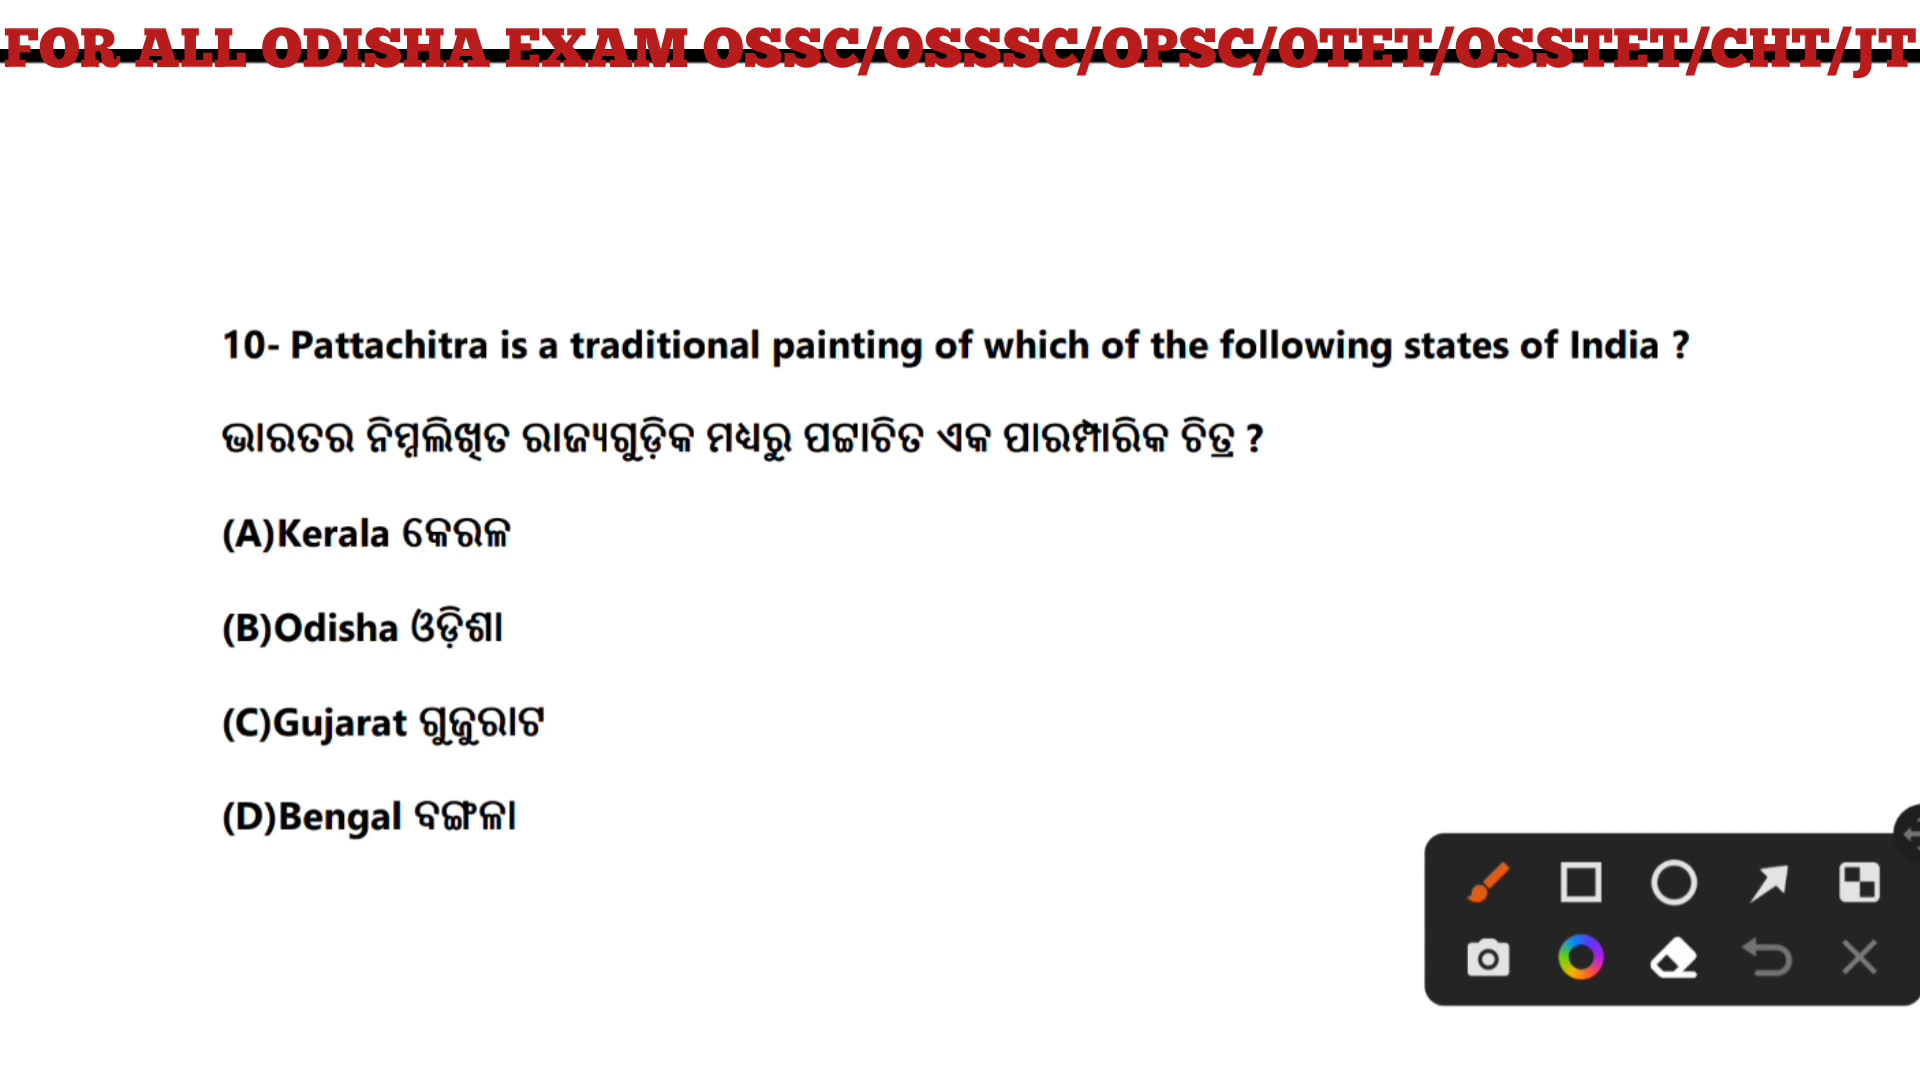 FOR ALL ODISHA EXAM OSSC/OSSSC/OPSC/OTET/OSSTET/CHT/JT
10- Pattachitra is a traditional painting of which of the following states of India ?
ଭାରତର ନିମ୍ନଲିଖିତ ରାଜ୍ୟଗୁଡ଼ିକ ମଧ୍ୟରୁ ପଟ୍ଟାଚିତ ଏକ ପାରମ୍ପାରିକ ଚିତ୍ର ?
(A)Kerala କେରଳ
(B)Odisha ଓଡ଼ିଶା
(C)Gujarat ଗୁଜୁରାଟ
(D)Bengal ବଙ୍ଗଳା